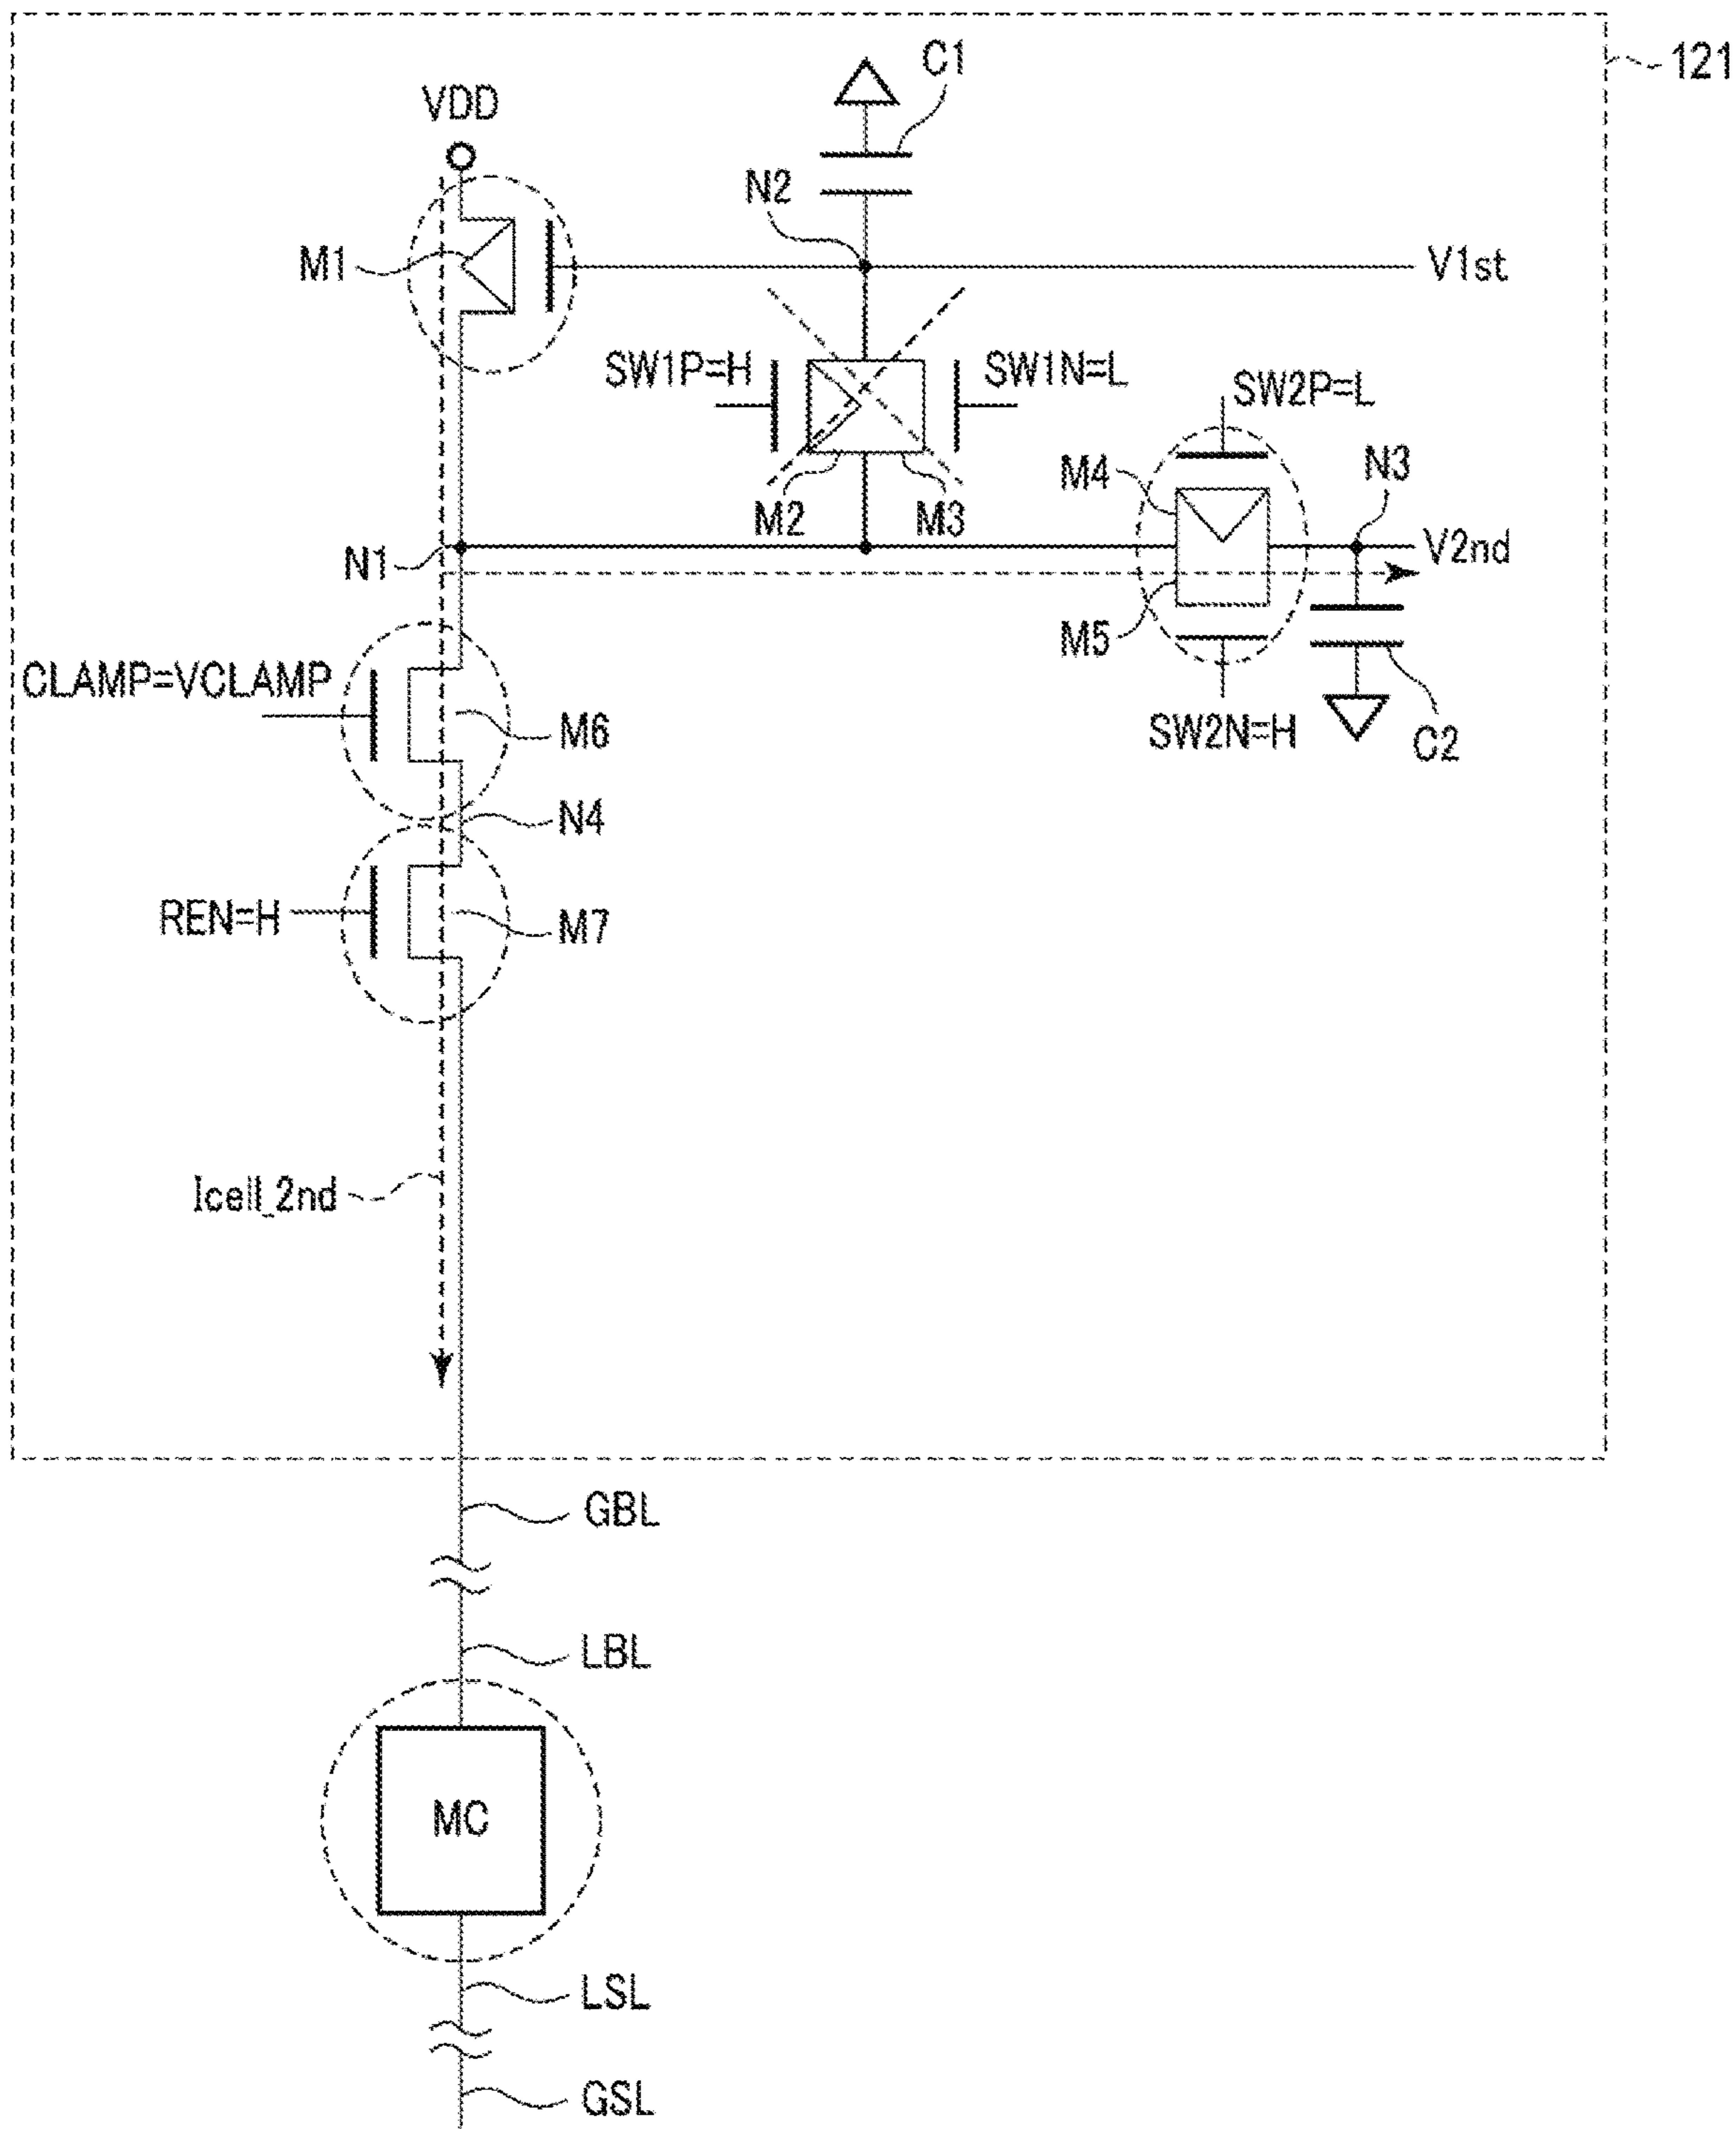 121
C1
VDD
N2
M1
V1st
SW1P=H
SW1N=L
SW2P=L
M4
N3
M2
M3
N1
V2nd
M5
CLAMP=VCLAMP
M6
SW2N=H
C2
N4
REN=H
M7
Icell_2nd
GBL
LBL
MC
LSL
GSL